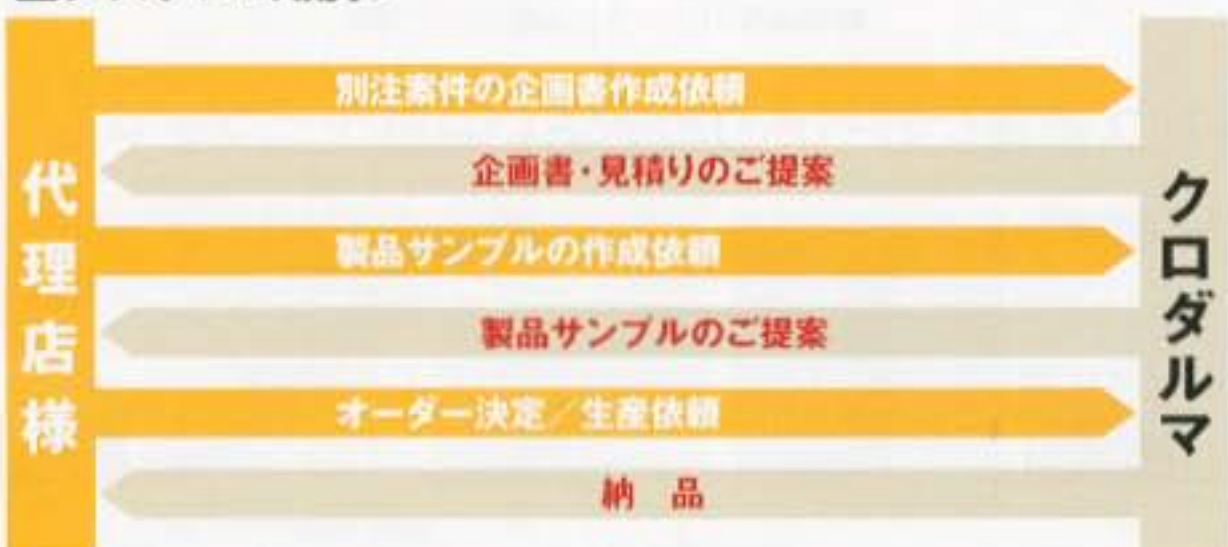 代理店様
別注案件の企画書作成依頼
企画書・見積りのご提案
製品サンプルの作成依頼
製品サンプルのご提案
オーダー決定／生産依頼
納 品
クロダルマ